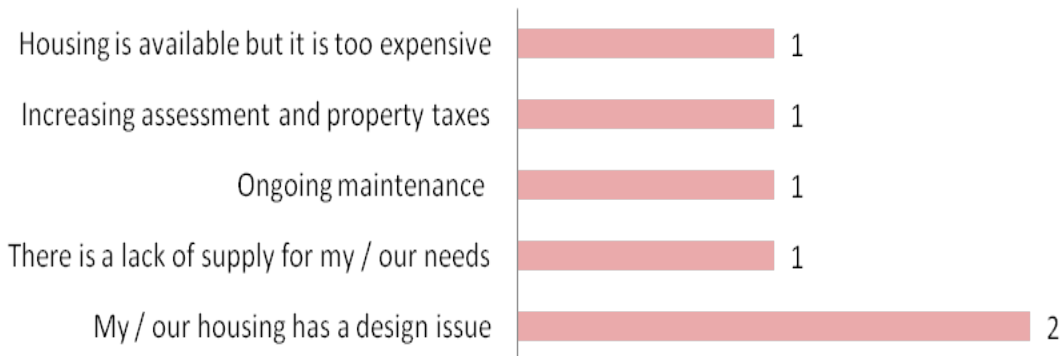 Housing is available but it is too expensive 1
Increasing assessment and property taxes 1
Ongoing maintenance 1
There is a lack of supply for my / our needs 1
My / our housing has a design issue 2